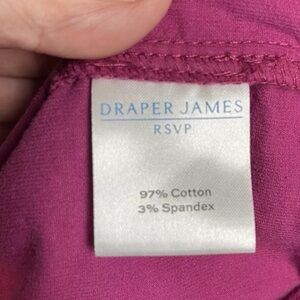 DRAPER JAMES
RSVP
97% Cotton
3% Spandex